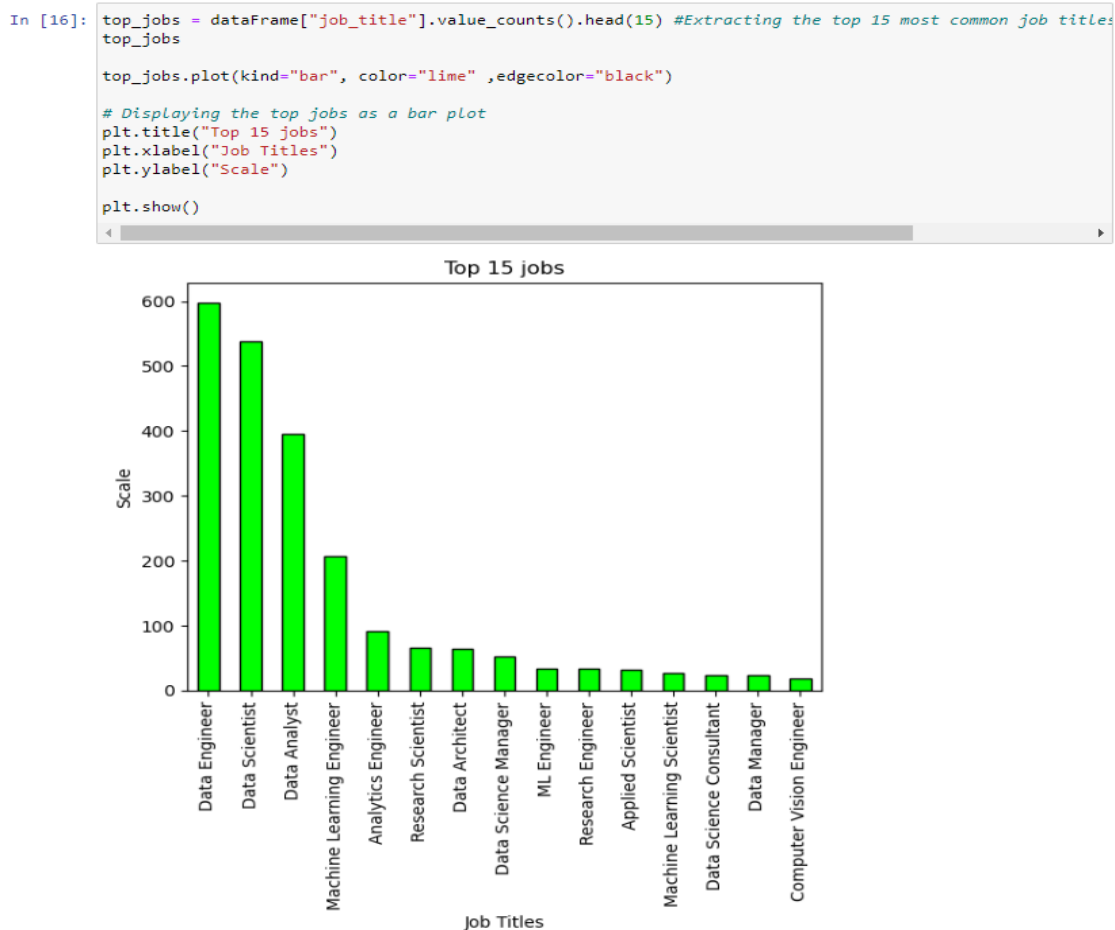 In [16]: top_jobs = dataFrame["job_title"].value_counts().head(15) #Extracting the top 15 most common job titles
top_jobs
top_jobs.plot(kind="bar", color="lime" ,edgecolor="black")
# Displaying the top jobs as a bar plot
plt.title("Top 15 jobs")
plt.xlabel("Job Titles")
plt.ylabel("Scale")
plt.show()
Top 15 jobs
600
500
400
300
200
100
0
Scale
Data Engineer
Data Scientist
Data Analyst
Machine Learning Engineer
Analytics Engineer
Research Scientist
Data Architect
Data Science Manager
ML Engineer
Research Engineer
Applied Scientist
Machine Learning Scientist
Data Science Consultant
Data Manager
Computer Vision Engineer
Job Titles